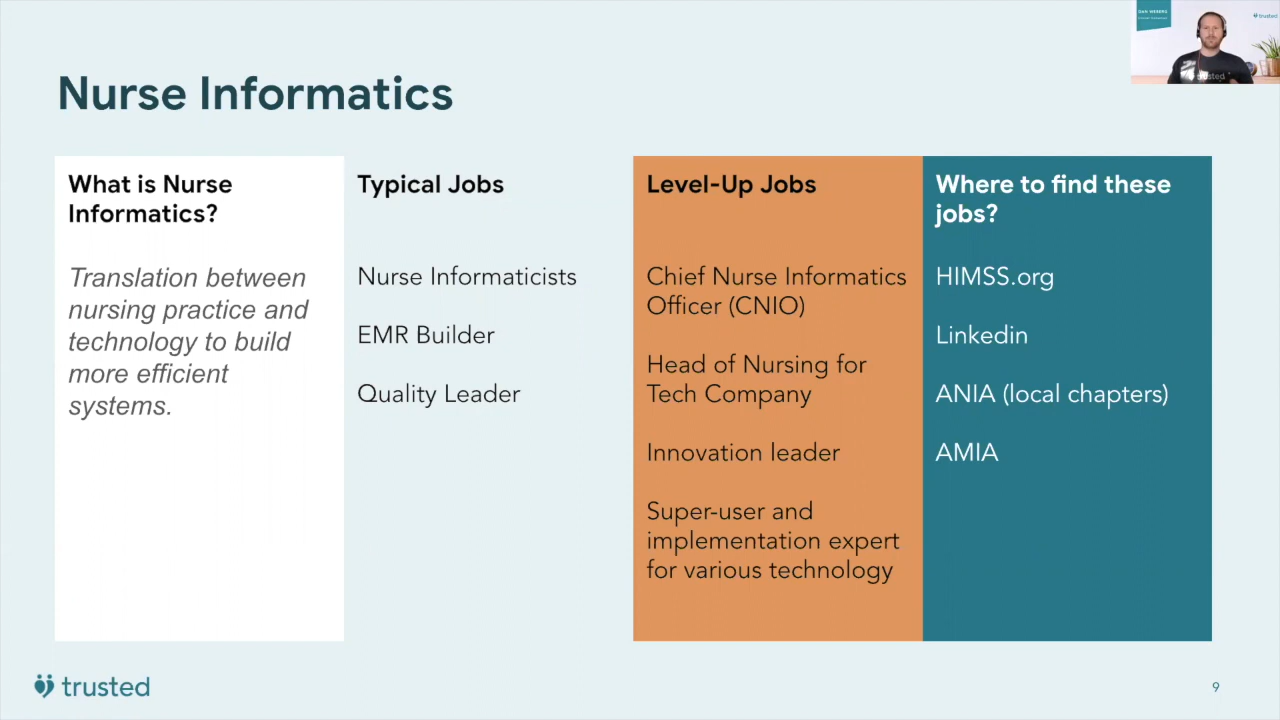 Nurse Informatics
What is Nurse
Informatics?
Translation between
nursing practice and
technology to build
more efficient
systems.
Typical Jobs
Nurse Informaticists
EMR Builder
Quality Leader
Level-Up Jobs
Chief Nurse Informatics
Officer (CNIO)
Head of Nursing for
Tech Company
Innovation leader
Super-user and
implementation expert
for various technology
Where to find these
jobs?
HIMSS.org
Linkedin
ANIA (local chapters)
AMIA
trusted
9
trusted
trusted